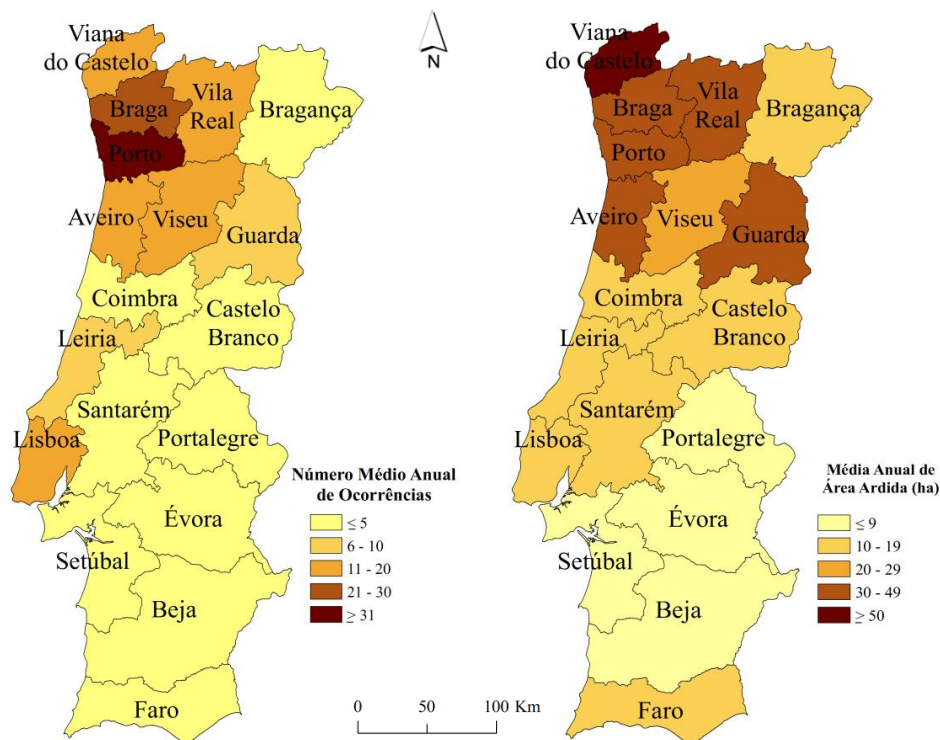 Viana
do Castelo
Braga
Vila
Real
Bragança
Porto
Aveiro
Viseu
Guarda
Coimbra
Castelo
Branco
Leiria
Santarém
Lisboa
Portalegre
Évora
Setúbal
Beja
Faro
Número Médio Anual
de Ocorrências
≤ 5
6 - 10
11 - 20
21 - 30
≥ 31
N
0 50 100 Km
Viana
do Castelo
Braga
Vila
Real
Bragança
Porto
Aveiro
Viseu
Guarda
Coimbra
Castelo
Branco
Leiria
Santarém
Lisboa
Portalegre
Évora
Setúbal
Beja
Faro
Média Anual de
Área Ardida (ha)
≤ 9
10 - 19
20 - 29
30 - 49
≥ 50